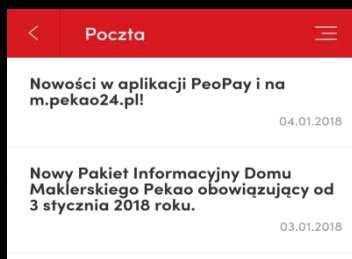 Poczta
Nowości w aplikacji PeoPay i na
m.pekao24.pl!
04.01.2018
Nowy Pakiet Informacyjny Domu
Maklerskiego Pekao obowiązujący od
3 stycznia 2018 roku.
03.01.2018